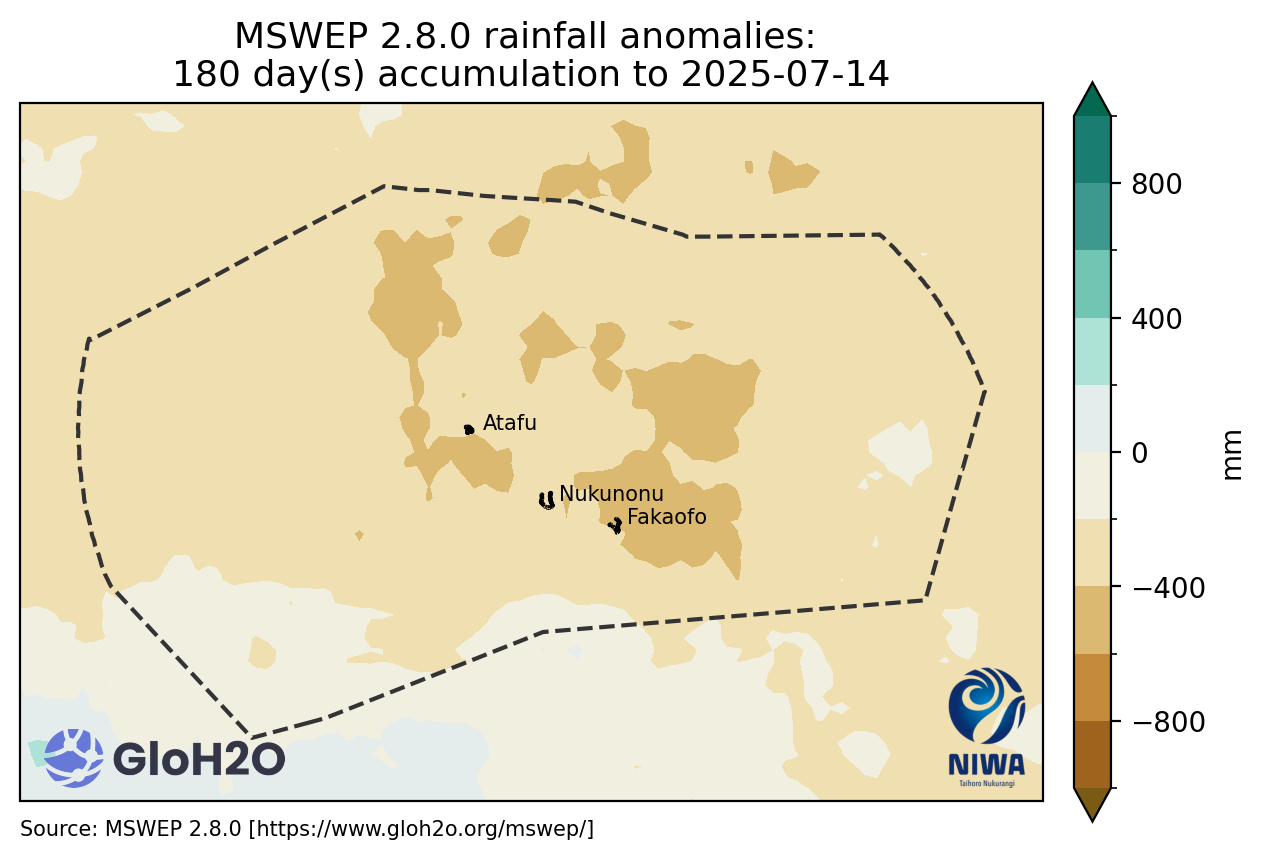 MSWEP 2.8.0 rainfall anomalies:
180 day(s) accumulation to 2025-07-14
800
400
0
−400
−800
mm
Atafu
Nukunonu
Fakaofo
GloH2O
NIWA
Taihoro Nukurangi
Source: MSWEP 2.8.0 [https://www.gloh2o.org/mswep/]